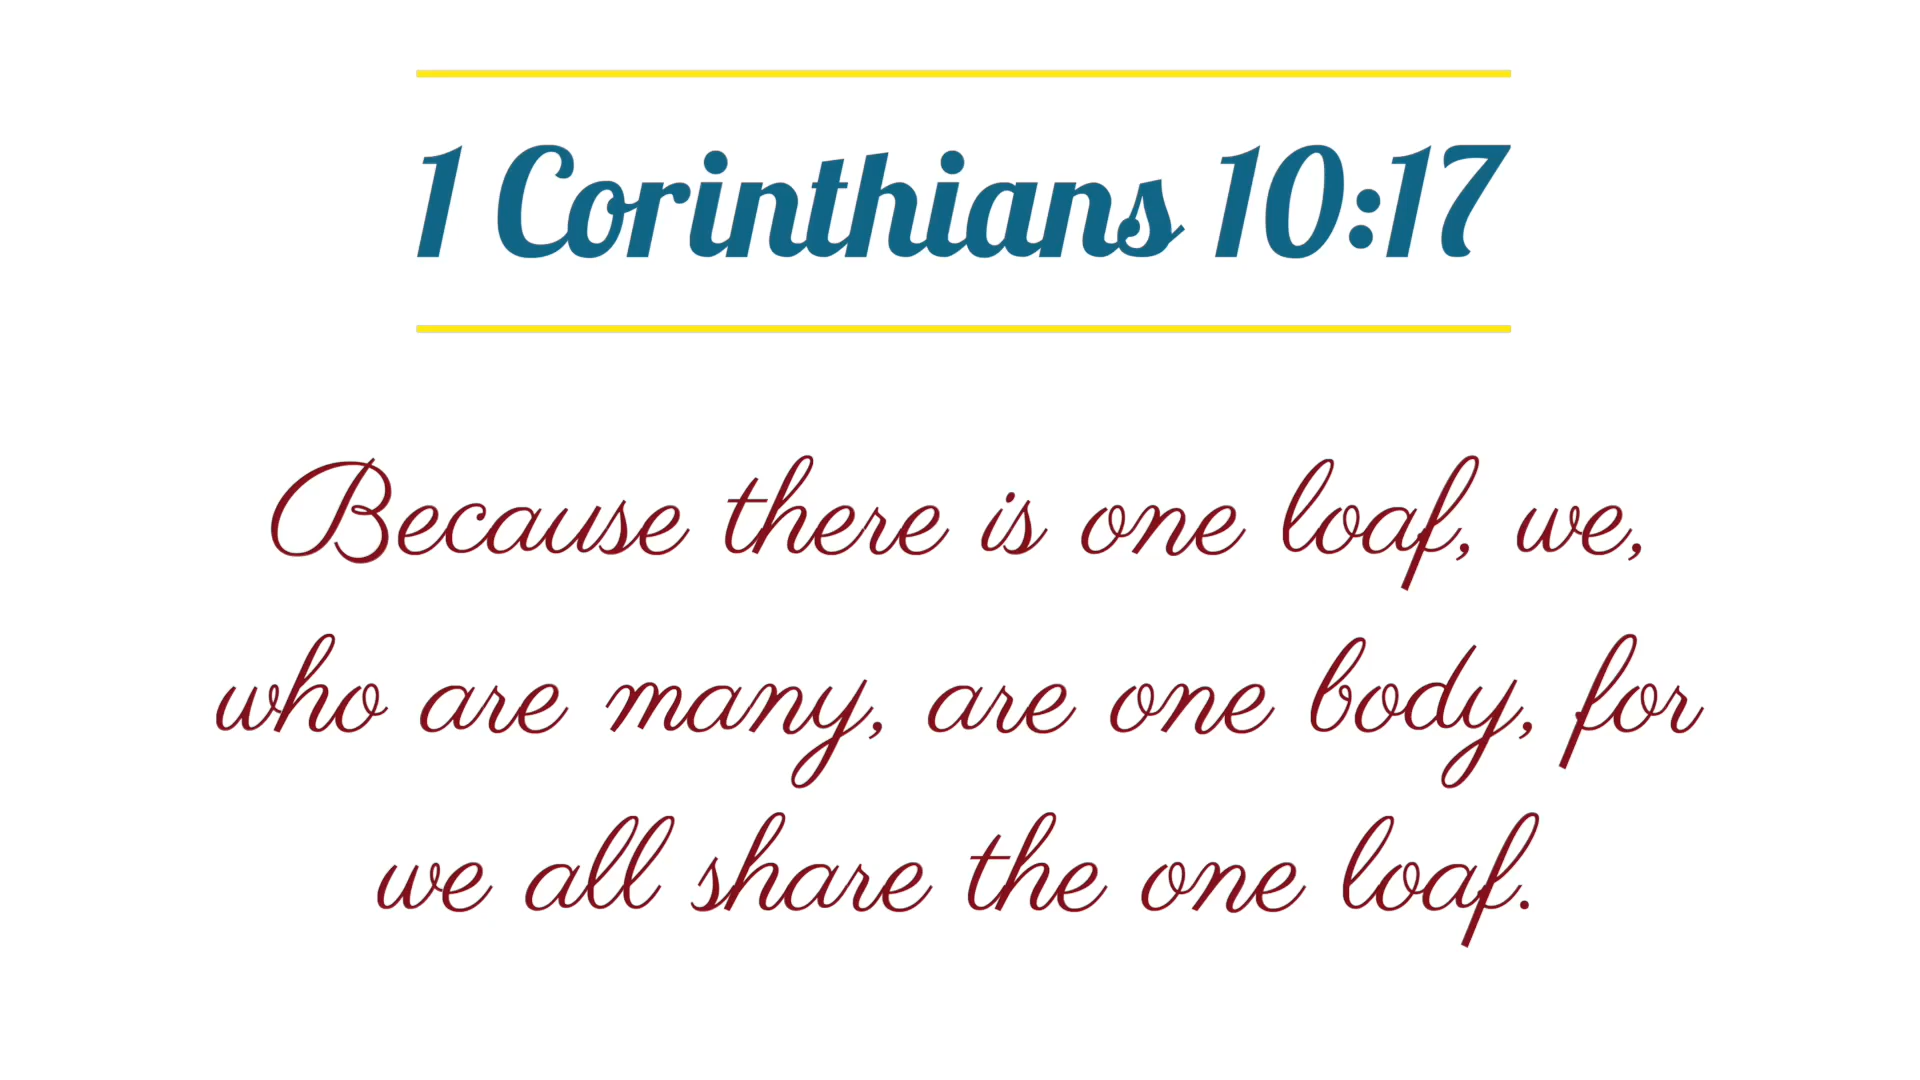 1 Corinthians 10:17
Because there is one loaf, we,
who are many, are one body, for
we all share the one loaf.